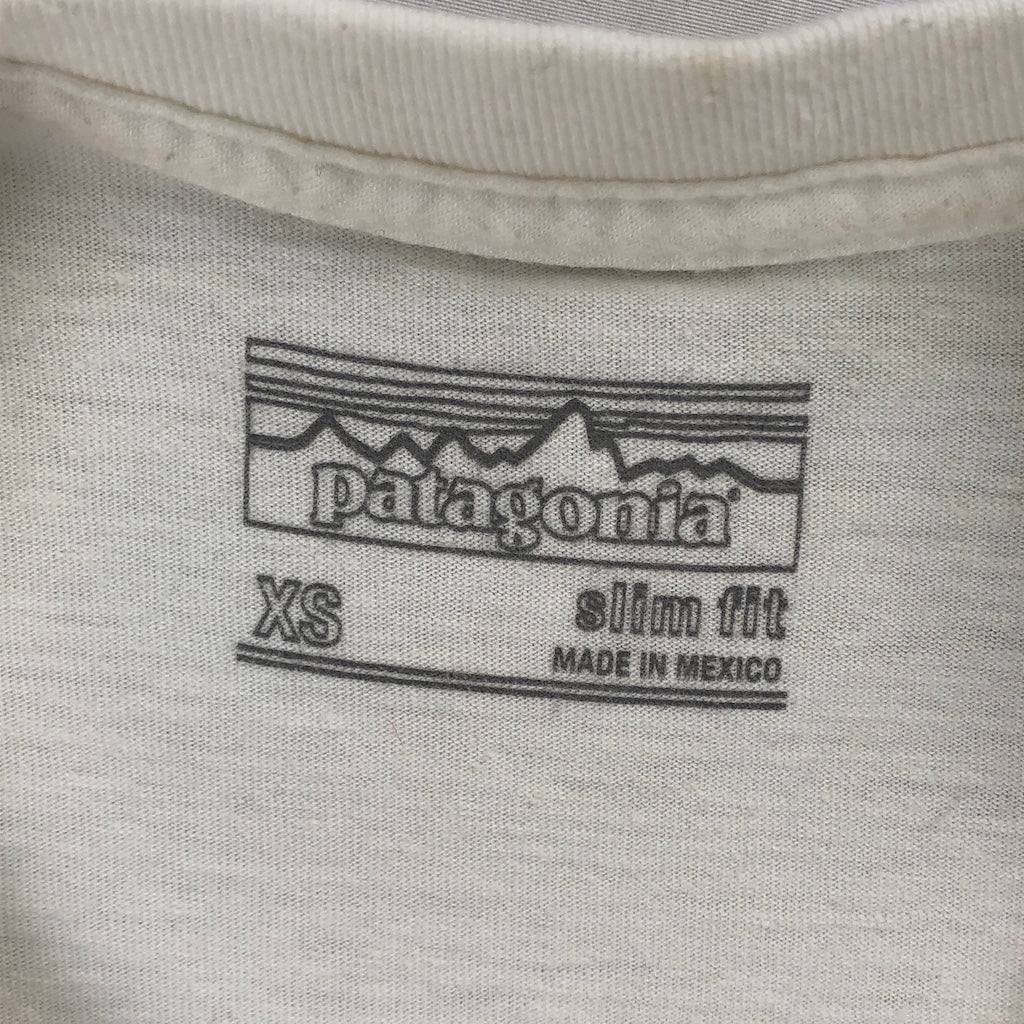 patagonia®
XS slim fit
MADE IN MEXICO